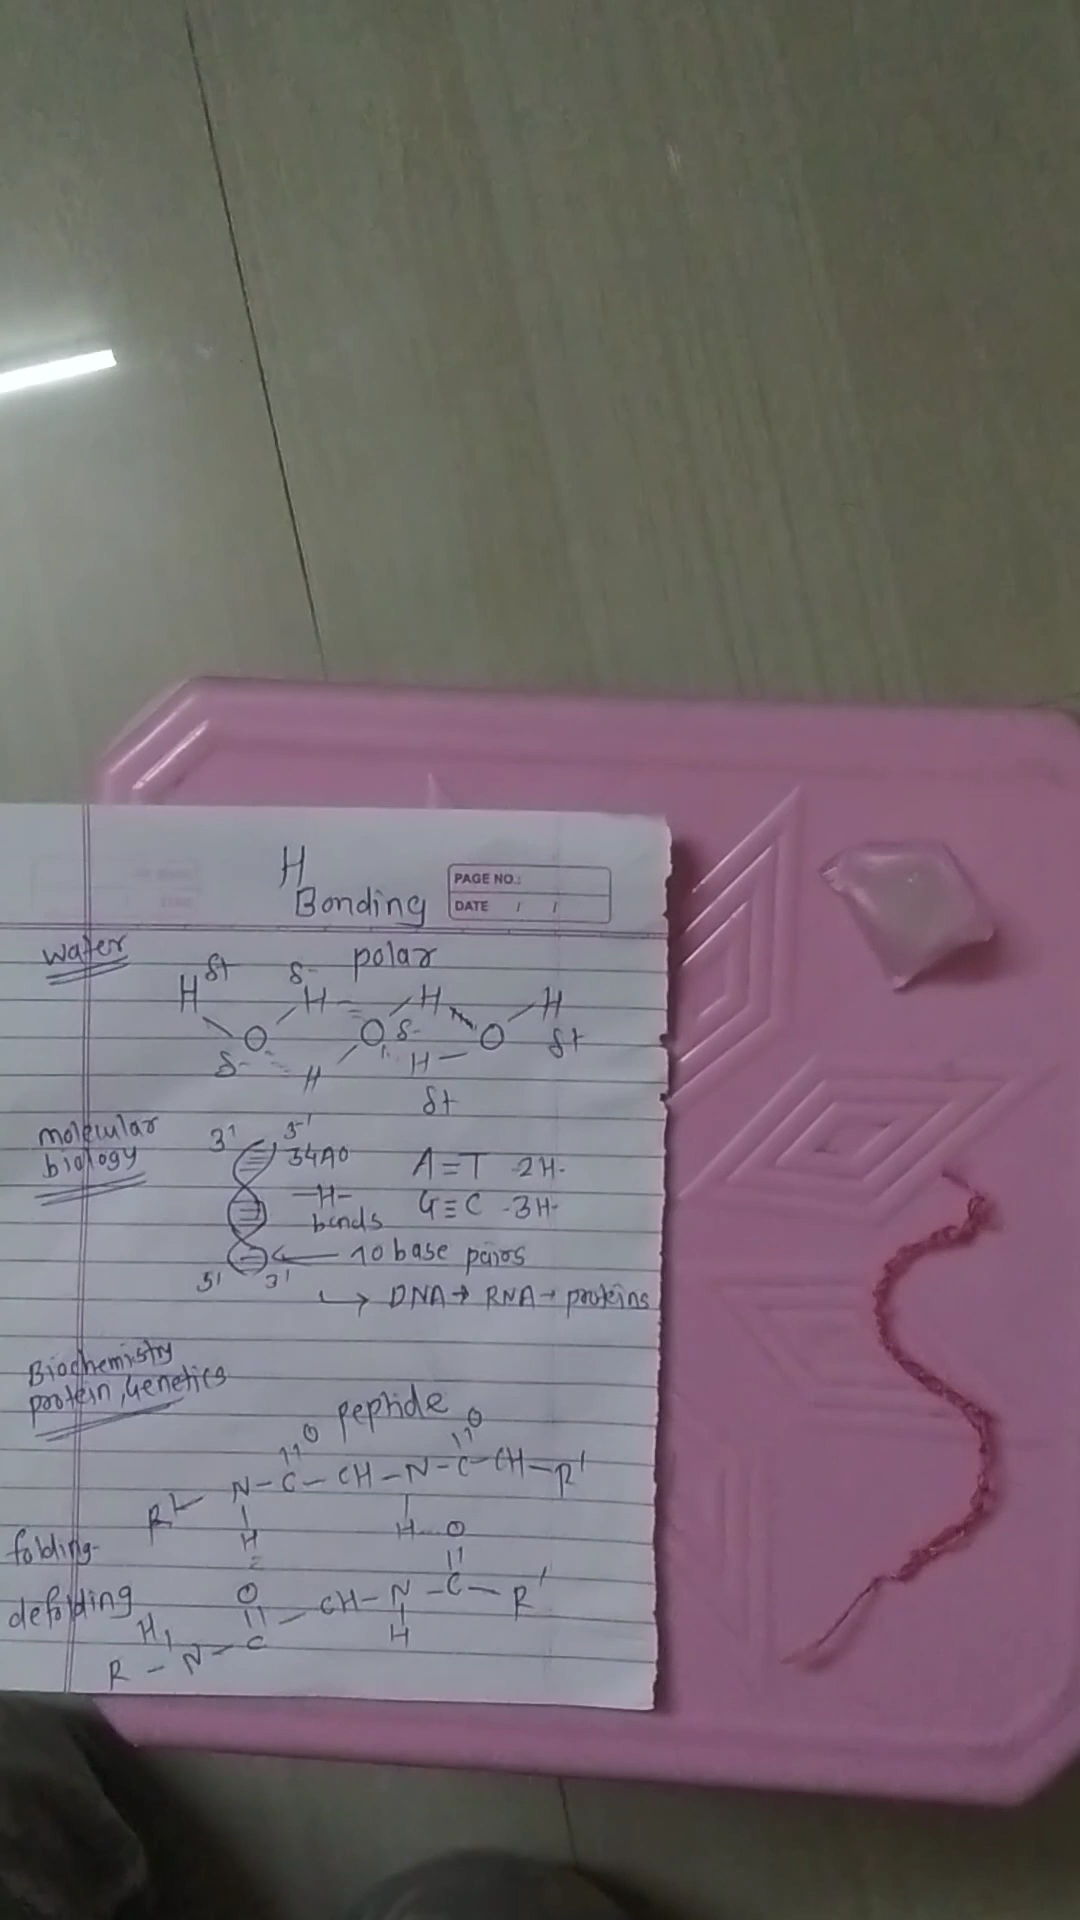 H
Bonding
PAGE NO.:
DATE / /
water
polar
H δ+ δ- H H H
O O δ- O δ+
δ- H H
δ+
molecular
biology
3' 5'
34A0 A=T -2H-
-H- G≡C -3H-
bonds
10 base pairs
5' 3'
→ DNA → RNA → proteins
Biochemistry
protein, Genetics
peptide
O O
R' N-C-CH-N-C-CH-R'
H H O
folding-
defolding
O CH-N-C-R'
H H
R-N-C